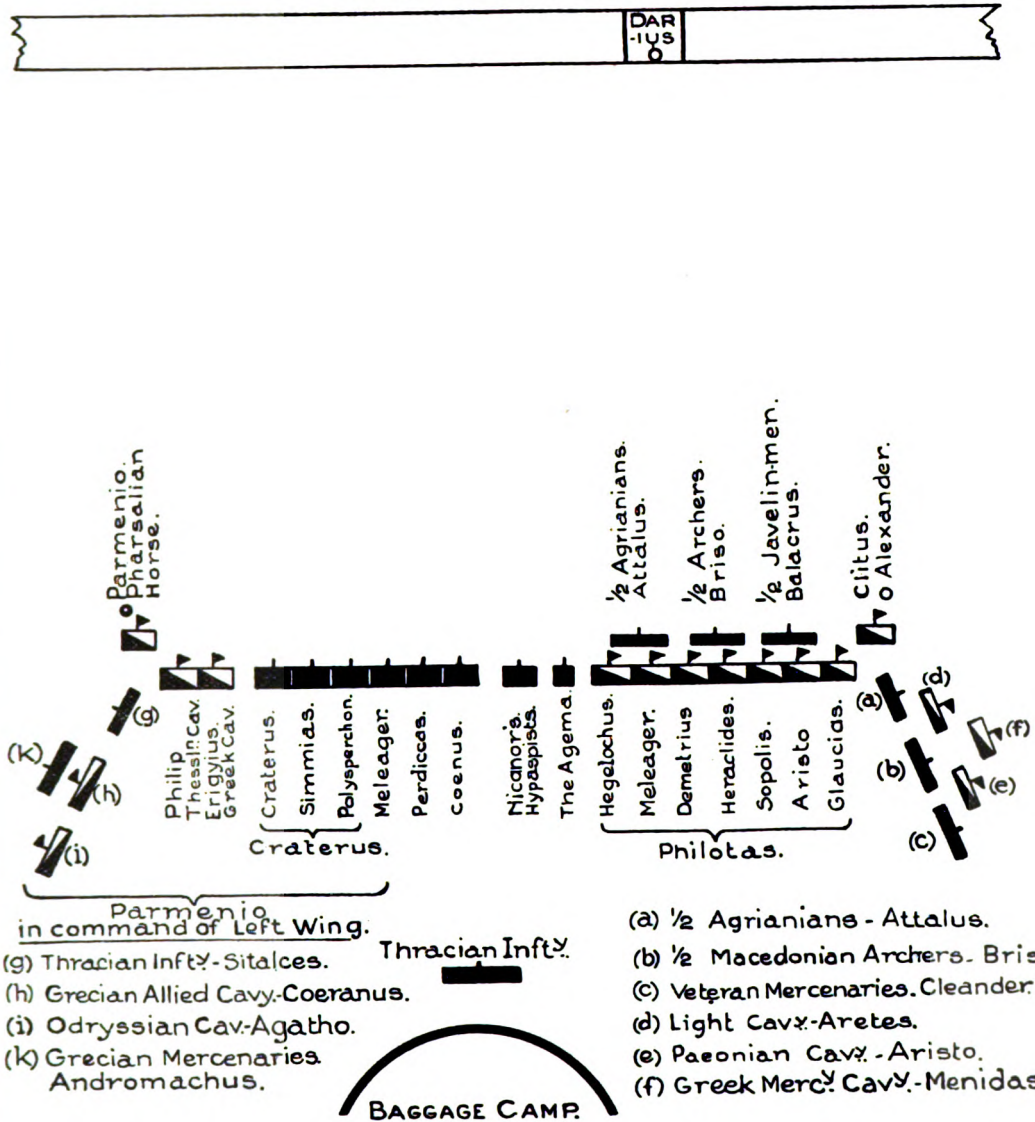 DAR
-IUS
Parmenio.
Pharsalian
Horse.
½ Agrianians.
Attalus.
½ Archers
Briso.
½ Javelin-men.
Balacrus.
Clitus.
Alexander.
(g)
(k)
(h)
(i)
(a)
(d)
(f)
(b)
(e)
(c)
Philip
Thessln. Cav.
Erigyius.
Greek Cav.
Craterus.
Simmias.
Polysperchon.
Meleager.
Perdiccas.
Coenus.
Nicanor's
Hypaspists.
The Agema.
Hegelochus.
Meleager.
Demetrius
Heraclides.
Sopolis.
Aristo
Glaucias.
Craterus.
Philotas.
Parmenio
in command of Left Wing.
(g) Thracian Infty.-Sitalces.
(h) Grecian Allied Cavy.-Coeranus.
(i) Odryssian Cav-Agatho.
(k) Grecian Mercenaries
Andromachus.
Thracian Infty.
BAGGAGE CAMP.
(a) ½ Agrianians - Attalus.
(b) ½ Macedonian Archers - Bris
(c) Veteran Mercenaries. Cleander.
(d) Light Cavy.-Aretes.
(e) Paeonian Cavy. - Aristo.
(f) Greek Mercy. Cavy.-Menidas